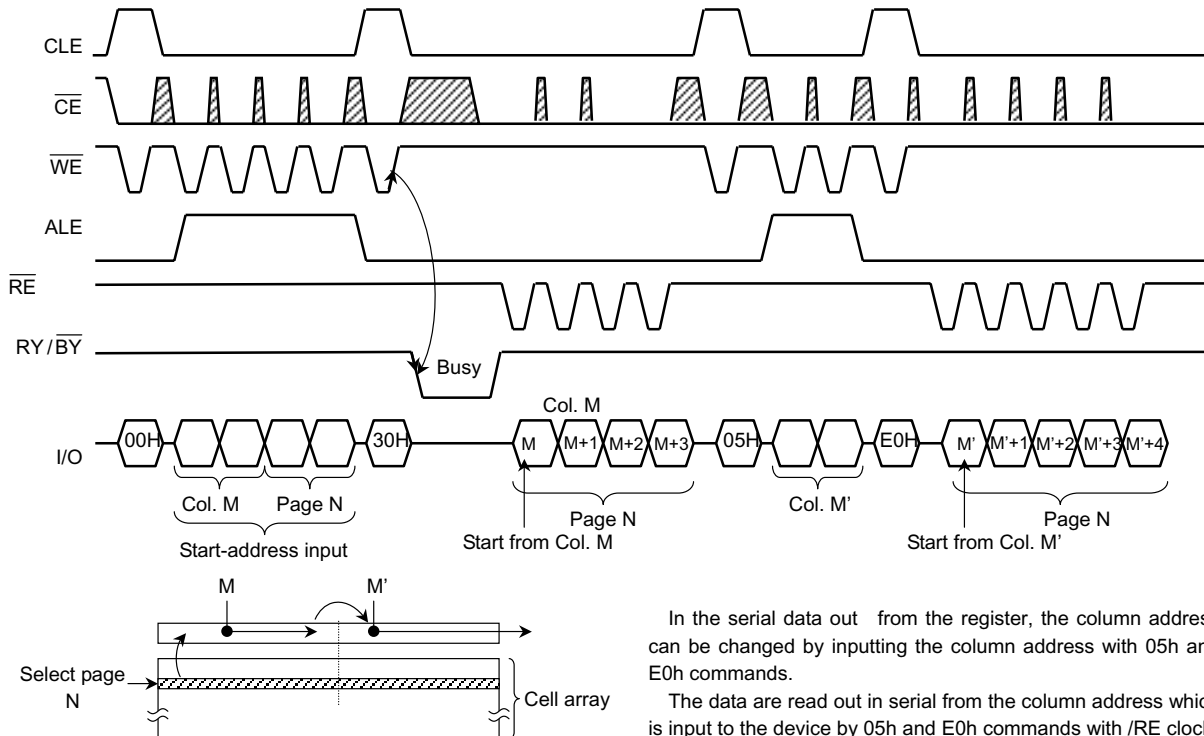 CLE
CE
WE
ALE
RE
RY/BY
Busy
Col. M
I/O
00H
30H
M
M+1
M+2
M+3
05H
E0H
M'
M'+1
M'+2
M'+3
M'+4
Col. M
Page N
Start-address input
Page N
Start from Col. M
Col. M'
Page N
Start from Col. M'
M
M'
Select page
N
Cell array
In the serial data out from the register, the column addres
can be changed by inputting the column address with 05h an
E0h commands.
The data are read out in serial from the column address whic
is input to the device by 05h and E0h commands with /RE clock